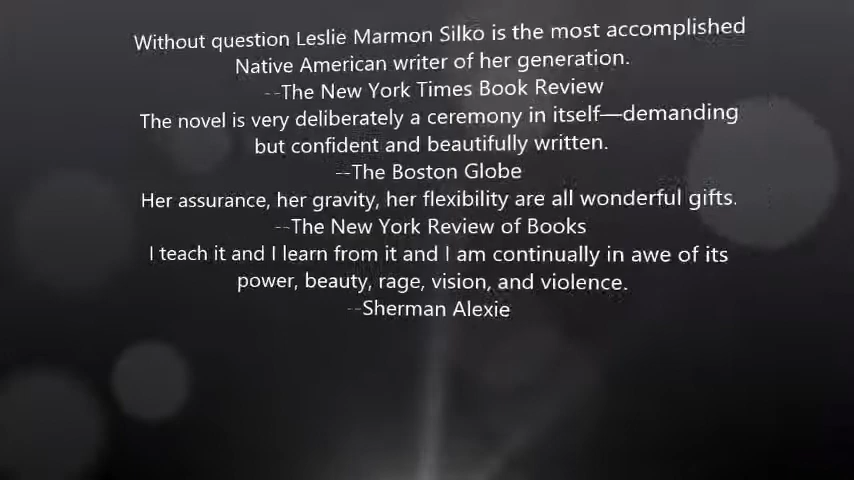 Without question Leslie Marmon Silko is the most accomplished
Native American writer of her generation.
--The New York Times Book Review
The novel is very deliberately a ceremony in itself—demanding
but confident and beautifully written.
--The Boston Globe
Her assurance, her gravity, her flexibility are all wonderful gifts.
--The New York Review of Books
I teach it and I learn from it and I am continually in awe of its
power, beauty, rage, vision, and violence.
--Sherman Alexie